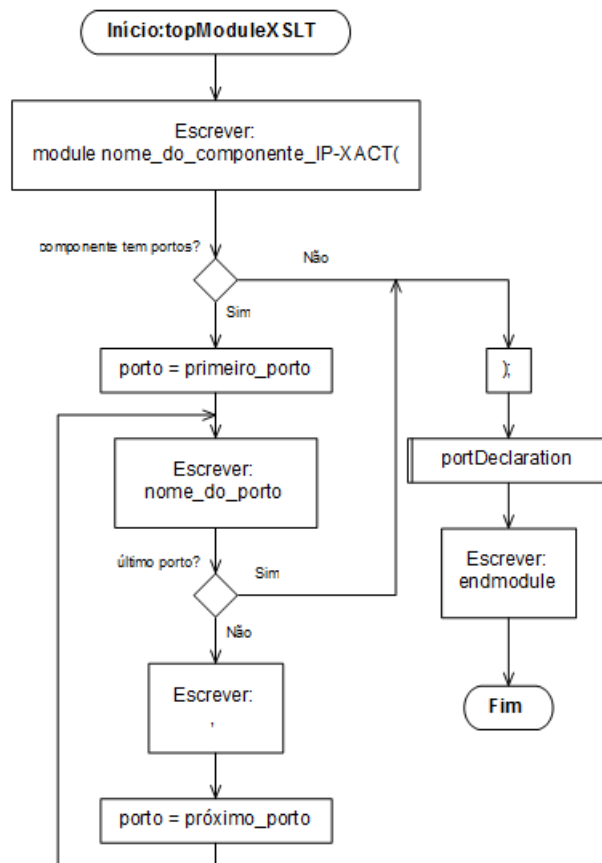 Início:topModuleXSLT
Escrever:
module nome_do_componente_IP-XACT(
componente tem portos?
Não
Sim
porto = primeiro_porto
Escrever:
nome_do_porto
último porto?
Sim
Não
Escrever:
,
porto = próximo_porto
);
portDeclaration
Escrever:
endmodule
Fim